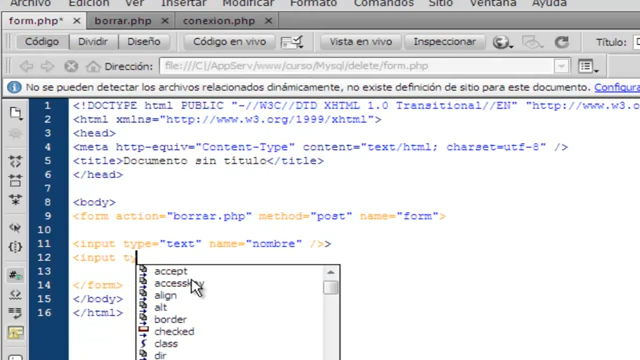 Archivo Edición Ver Insertar Modificar Formato Comandos Sitio Ventana Ayuda
form.php* × borrar.php × conexion.php ×
Código Dividir Diseño Código en vivo Vista en vivo Inspeccionar Título:
Dirección: file:///C|/AppServ/www/curso/Mysql/delete/form.php
No se pueden detectar los archivos relacionados dinámicamente, no existe definición de sitio para este documento. Configura
1 <!DOCTYPE html PUBLIC "-//W3C//DTD XHTML 1.0 Transitional//EN" "http://www.w3.o
2 <html xmlns="http://www.w3.org/1999/xhtml">
3 <head>
4 <meta http-equiv="Content-Type" content="text/html; charset=utf-8" />
5 <title>Documento sin título</title>
6 </head>
7
8 <body>
9 <form action="borrar.php" method="post" name="form">
10
11 <input type="text" name="nombre" />>
12 <input ty
13 accept
accesskey
14 </form> align
15 </body> alt
16 </html> border
checked
class
dir